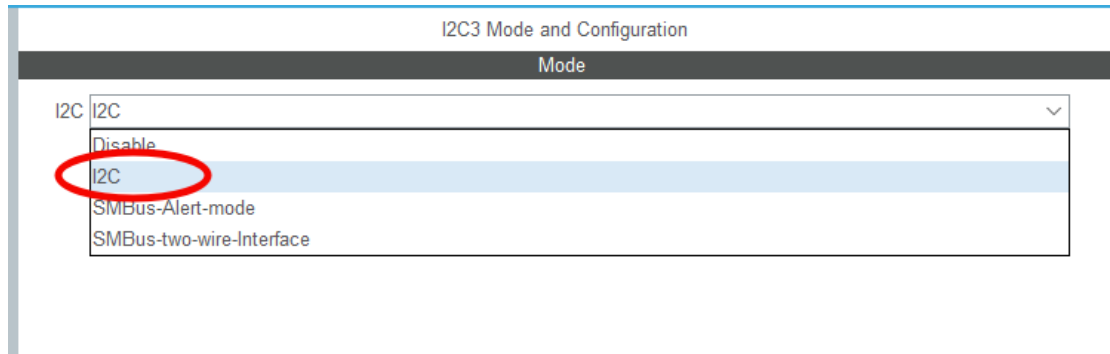 I2C3 Mode and Configuration
Mode
I2C I2C
Disable
I2C
SMBus-Alert-mode
SMBus-two-wire-Interface